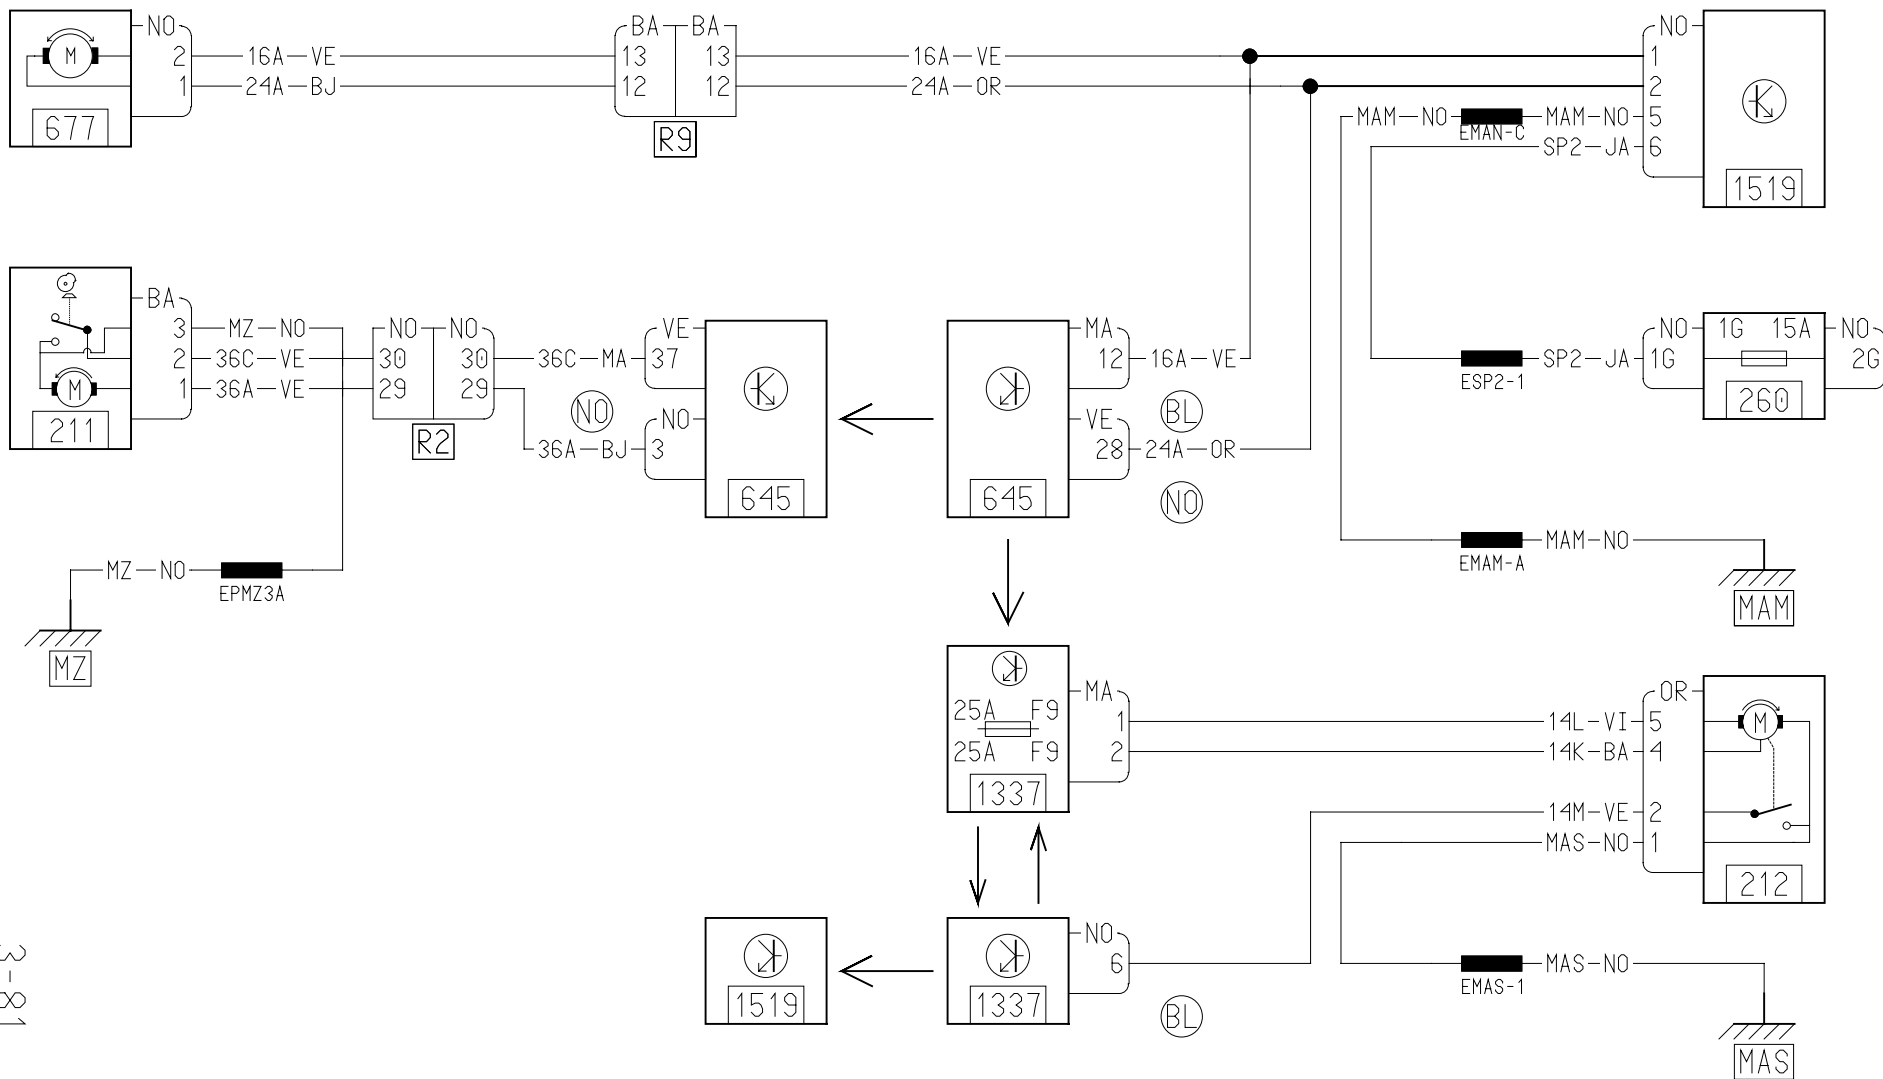 NO BA BA NO
M 2 16A-VE 13 13 16A-VE 1
1 24A-BJ 12 12 24A-OR 2
677 R9 MAM-NO EMAN-C MAM-NO 5
SP2-JA 6
1519
BA
3 MZ-NO NO NO VE MA NO 1G 15A NO
2 36C-VE 30 30 36C-MA 37 12 16A-VE ESP2-1 SP2-JA 1G 2G
M 1 36A-VE 29 29 260
211 R2 NO NO VE BL
36A-BJ 3 28 24A-OR
645 645 NO
MZ-NO EPMZ3A EMAM-A MAM-NO
MZ MAM
MA OR
25A F9 1 14L-VI 5 M
25A F9 2 14K-BA 4
1337 14M-VE 2
MAS-NO 1
212
NO
6 EMAS-1 MAS-NO
1519 1337 BL
MAS
3-81